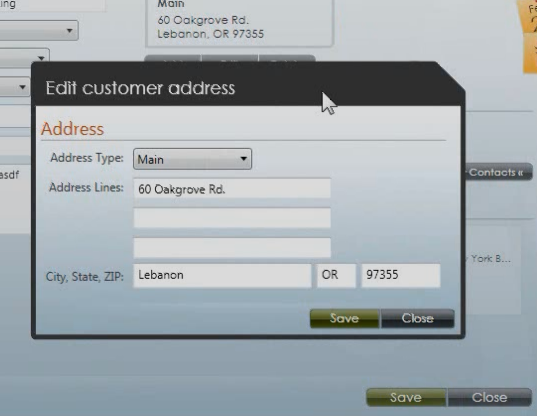 ing
Main
60 Oakgrove Rd.
Lebanon, OR 97355
Edit customer address
Address
Address Type: Main
Address Lines: 60 Oakgrove Rd.
asdf
Contacts «
York B...
City, State, ZIP: Lebanon OR 97355
Save Close
Save Close